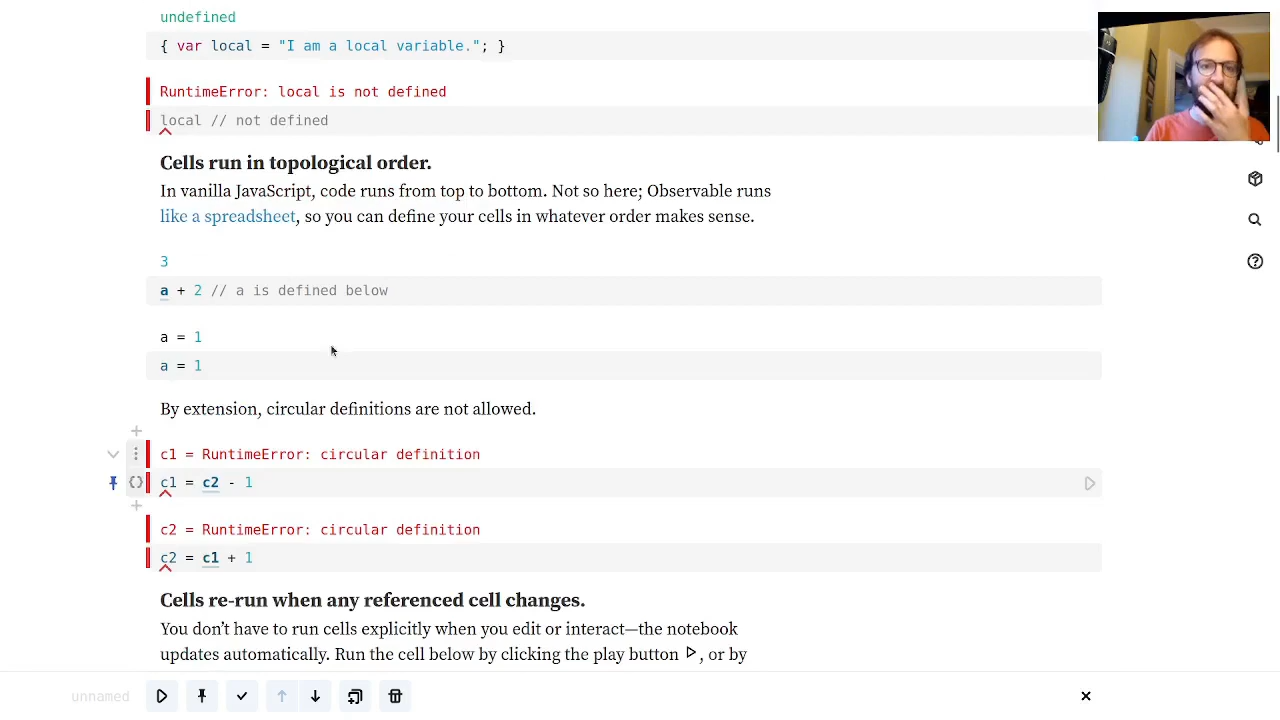 undefined
{ var local = "I am a local variable."; }
RuntimeError: local is not defined
local // not defined
Cells run in topological order.
In vanilla JavaScript, code runs from top to bottom. Not so here; Observable runs
like a spreadsheet, so you can define your cells in whatever order makes sense.
3
a + 2 // a is defined below
a = 1
a = 1
By extension, circular definitions are not allowed.
c1 = RuntimeError: circular definition
c1 = c2 - 1
c2 = RuntimeError: circular definition
c2 = c1 + 1
Cells re-run when any referenced cell changes.
You don’t have to run cells explicitly when you edit or interact—the notebook
updates automatically. Run the cell below by clicking the play button , or by
unnamed